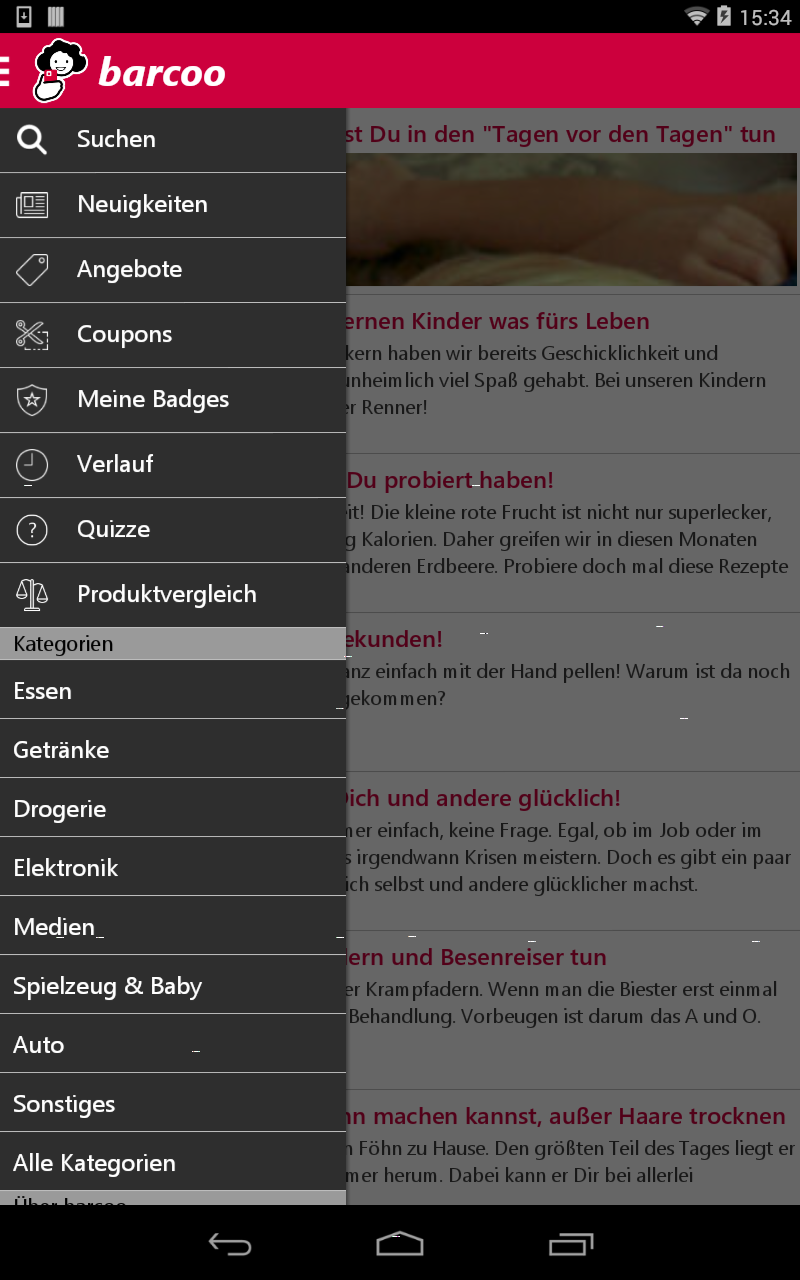 15:34
barcoo
Suchen
Neuigkeiten
Angebote
Coupons
Meine Badges
Verlauf
Quizze
Produktvergleich
Kategorien
Essen
Getränke
Drogerie
Elektronik
Medien
Spielzeug & Baby
Auto
Sonstiges
Alle Kategorien
Über barcoo
st Du in den "Tagen vor den Tagen" tun
ernen Kinder was fürs Leben
kern haben wir bereits Geschicklichkeit und
unheimlich viel Spaß gehabt. Bei unseren Kindern
er Renner!
Du probiert haben!
eit! Die kleine rote Frucht ist nicht nur superlecker,
g Kalorien. Daher greifen wir in diesen Monaten
anderen Erdbeere. Probiere doch mal diese Rezepte
ekunden!
anz einfach mit der Hand pellen! Warum ist da noch
gekommen?
Dich und andere glücklich!
mer einfach, keine Frage. Egal, ob im Job oder im
s irgendwann Krisen meistern. Doch es gibt ein paar
ich selbst und andere glücklicher machst.
dern und Besenreiser tun
er Krampfadern. Wenn man die Biester erst einmal
Behandlung. Vorbeugen ist darum das A und O.
nn machen kannst, außer Haare trocknen
n Föhn zu Hause. Den größten Teil des Tages liegt er
mer herum. Dabei kann er Dir bei allerlei